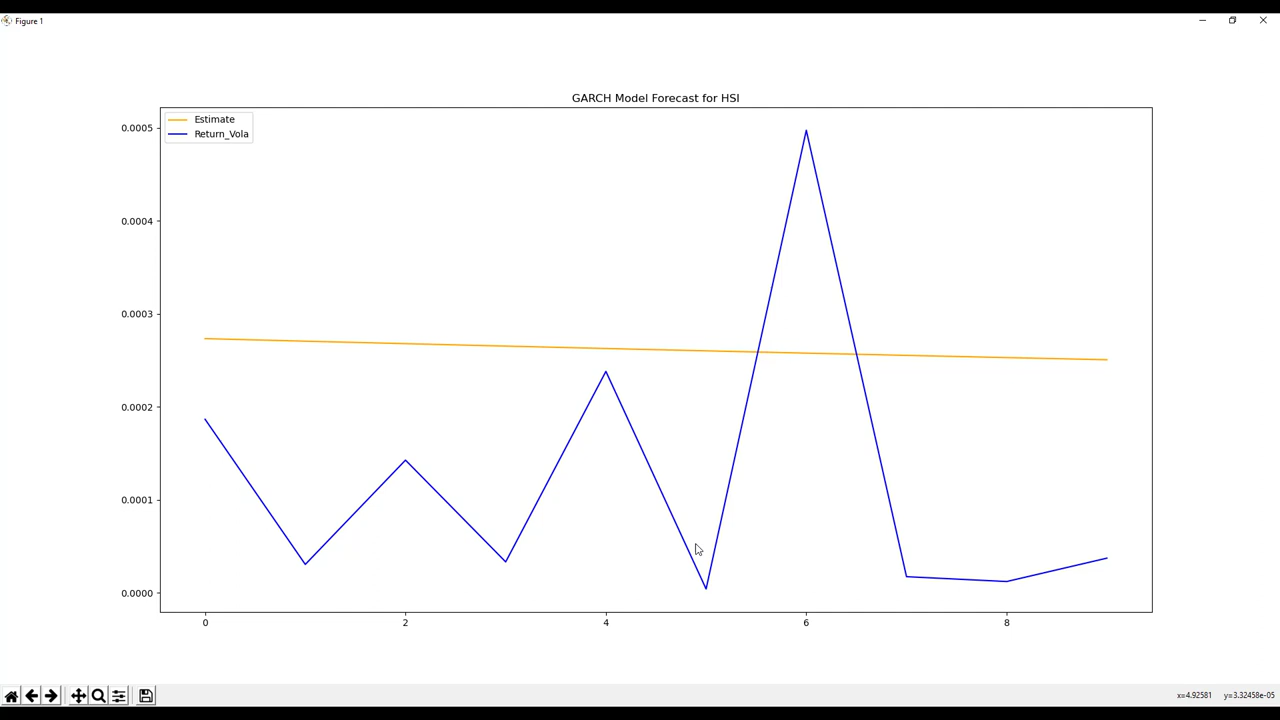 Figure 1
GARCH Model Forecast for HSI
Estimate
Return_Vola
0.0005
0.0004
0.0003
0.0002
0.0001
0.0000
0 2 4 6 8
x=4.92581 y=3.32458e-05